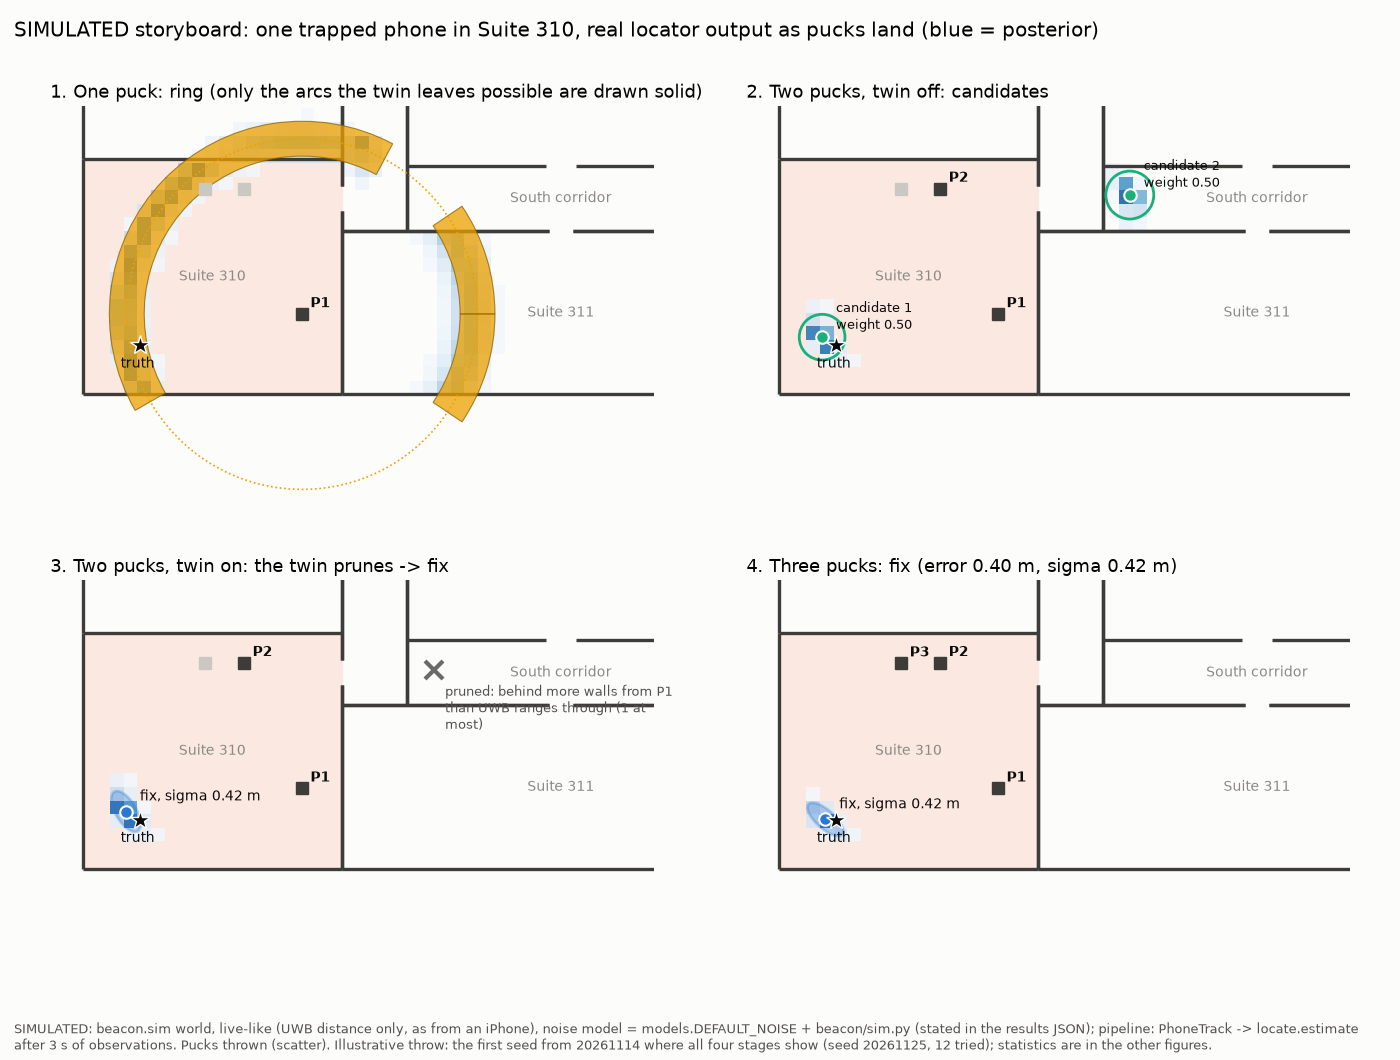 SIMULATED storyboard: one trapped phone in Suite 310, real locator output as pucks land (blue = posterior)
1. One puck: ring (only the arcs the twin leaves possible are drawn solid)
South corridor
Suite 310
P1
Suite 311
truth
2. Two pucks, twin off: candidates
candidate 2
weight 0.50
P2
South corridor
Suite 310
candidate 1
weight 0.50
P1
Suite 311
truth
3. Two pucks, twin on: the twin prunes -> fix
P2
South corridor
pruned: behind more walls from P1
than UWB ranges through (1 at
most)
Suite 310
P1
Suite 311
fix, sigma 0.42 m
truth
4. Three pucks: fix (error 0.40 m, sigma 0.42 m)
P3
P2
South corridor
Suite 310
P1
Suite 311
fix, sigma 0.42 m
truth
SIMULATED: beacon.sim world, live-like (UWB distance only, as from an iPhone), noise model = models.DEFAULT_NOISE + beacon/sim.py (stated in the results JSON); pipeline: PhoneTrack -> locate.estimate
after 3 s of observations. Pucks thrown (scatter). Illustrative throw: the first seed from 20261114 where all four stages show (seed 20261125, 12 tried); statistics are in the other figures.